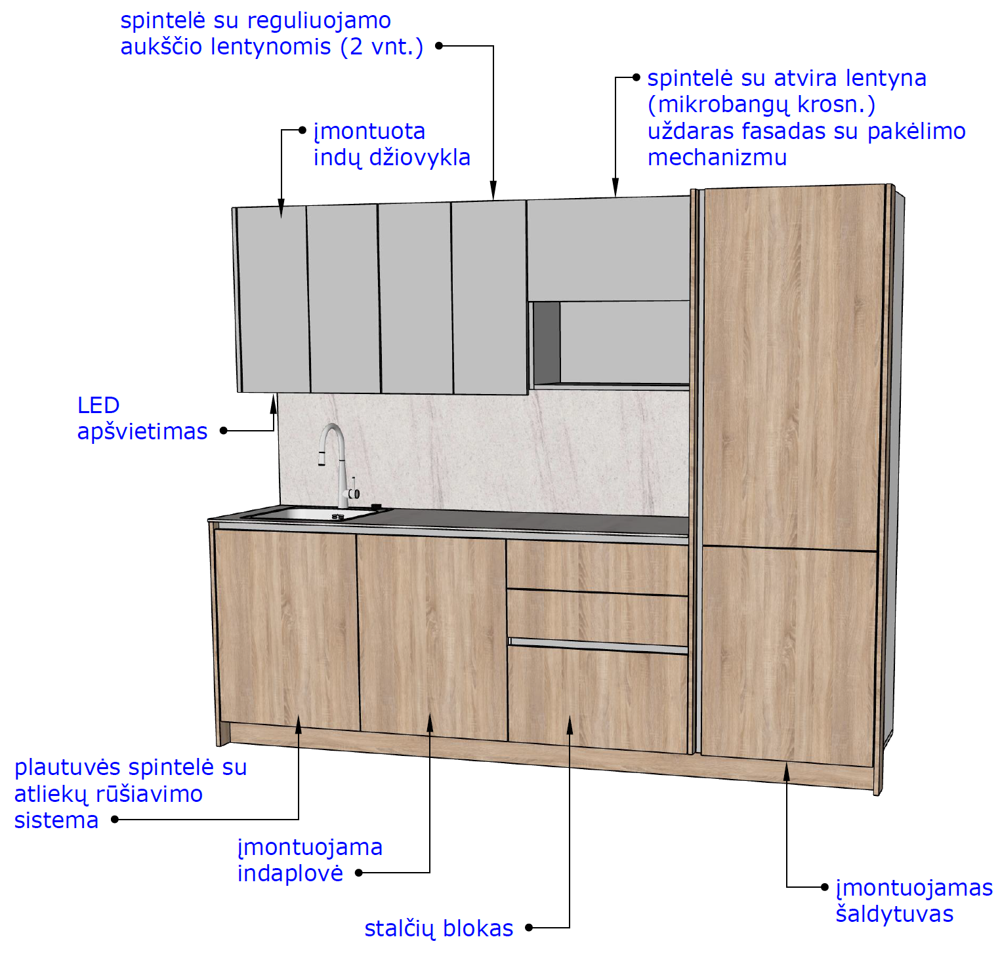 spintelė su reguliuojamo
aukščio lentynomis (2 vnt.)
spintelė su atvira lentyna
(mikrobangų krosn.)
uždaras fasadas su pakėlimo
mechanizmu
įmontuota
indų džiovykla
LED
apšvietimas
plautuvės spintelė su
atliekų rūšiavimo
sistema
įmontuojama
indaplovė
įmontuojamas
šaldytuvas
stalčių blokas